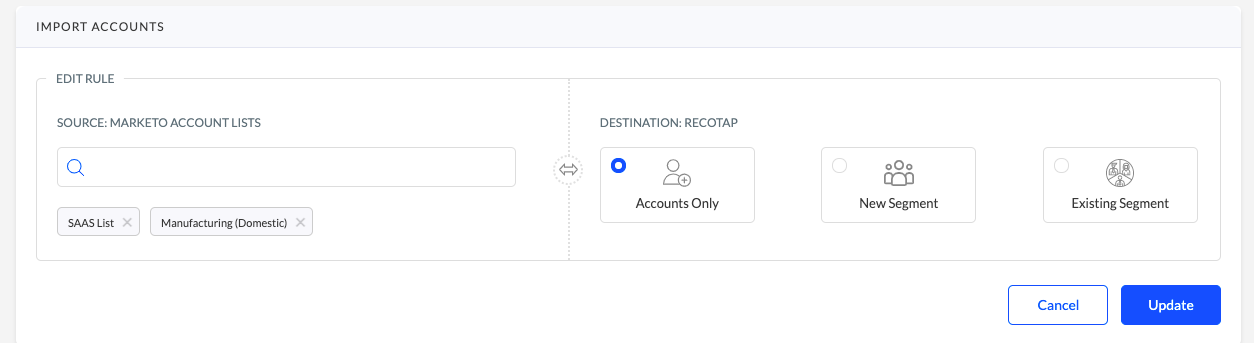 IMPORT ACCOUNTS
EDIT RULE
SOURCE: MARKETO ACCOUNT LISTS
SAAS List
Manufacturing (Domestic)
DESTINATION: RECOTAP
Accounts Only
New Segment
Existing Segment
Cancel
Update